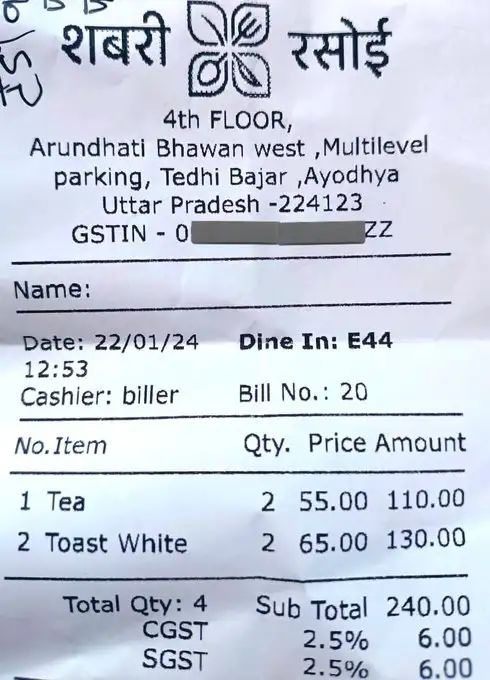 शबरी रसोई
4th FLOOR,
Arundhati Bhawan west ,Multilevel
parking, Tedhi Bajar ,Ayodhya
Uttar Pradesh -224123
GSTIN - 0 ZZ
Name:
Date: 22/01/24 Dine In: E44
12:53
Cashier: biller Bill No.: 20
No.Item Qty. Price Amount
1 Tea 2 55.00 110.00
2 Toast White 2 65.00 130.00
Total Qty: 4 Sub Total 240.00
CGST 2.5% 6.00
SGST 2.5% 6.00